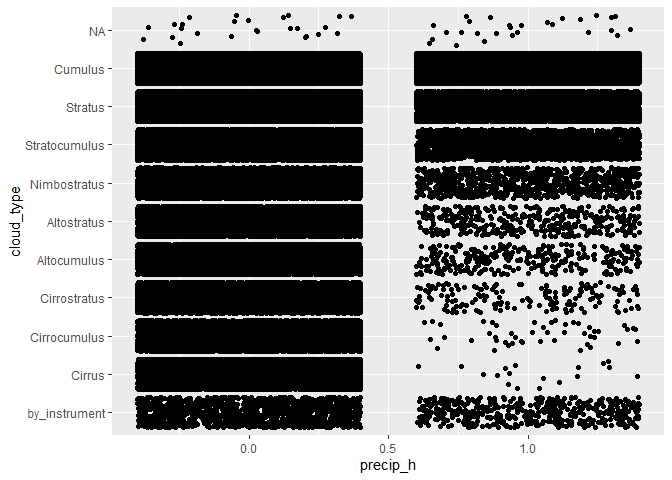 NA
Cumulus
Stratus
Stratocumulus
Nimbostratus
Altostratus
Altocumulus
Cirrostratus
Cirrocumulus
Cirrus
by_instrument
cloud_type
0.0 0.5 1.0
precip_h